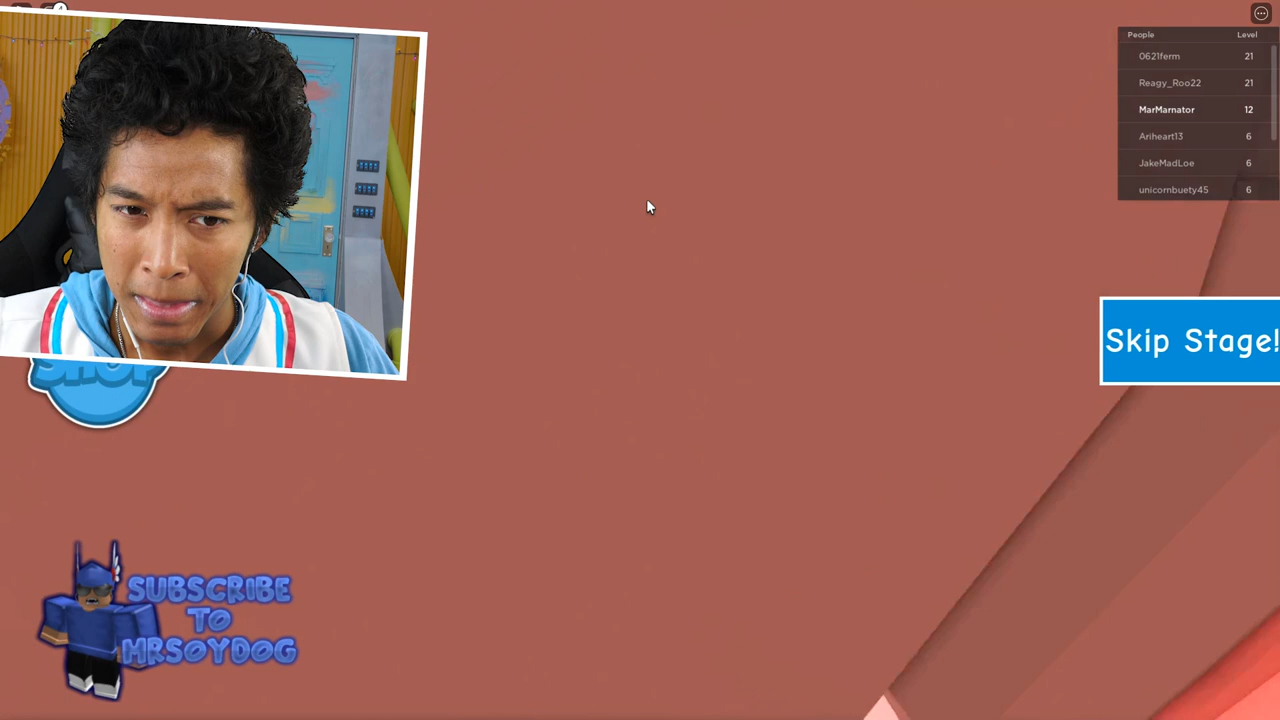 People Level
0621ferm 21
Reagy_Roo22 21
MarMarnator 12
Ariheart13 6
JakeMadLoe 6
unicornbuety45 6
Skip Stage!
SHOP
SUBSCRIBE
TO
MRSOYDOG